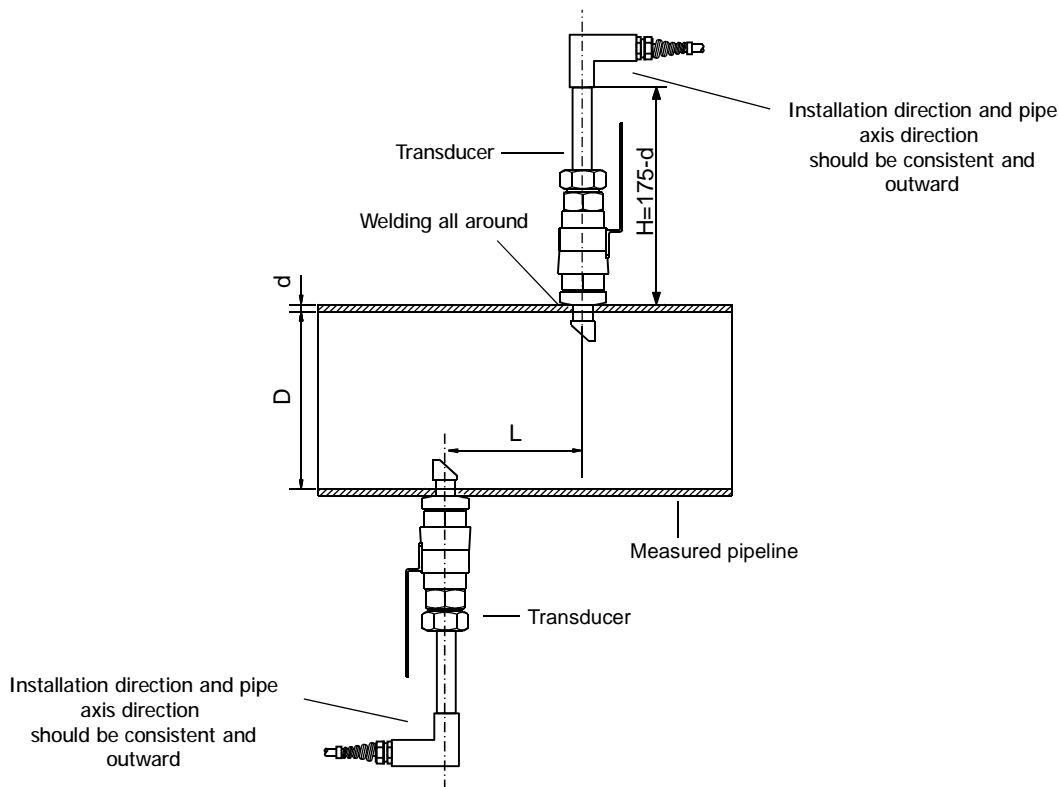 Installation direction and pipe
axis direction
should be consistent and
outward
Transducer
H=175-d
Welding all around
d
D
L
Measured pipeline
Transducer
Installation direction and pipe
axis direction
should be consistent and
outward